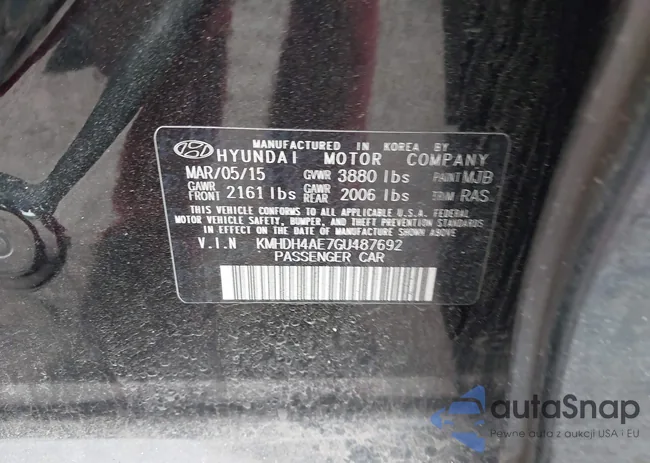 MANUFACTURED IN KOREA BY
HYUNDAI MOTOR COMPANY
MAR/05/15 GVWR 3880 lbs PAINT MJB
GAWR FRONT 2161 lbs GAWR REAR 2006 lbs TRIM RAS
THIS VEHICLE CONFORMS TO ALL APPLICABLE U.S.A. FEDERAL
MOTOR VEHICLE SAFETY, BUMPER, AND THEFT PREVENTION STANDARDS
IN EFFECT ON THE DATE OF MANUFACTURE SHOWN ABOVE
V.I.N KMHDH4AE7GU487692
PASSENGER CAR
autoSnap
Pewne auta z aukcji USA i EU